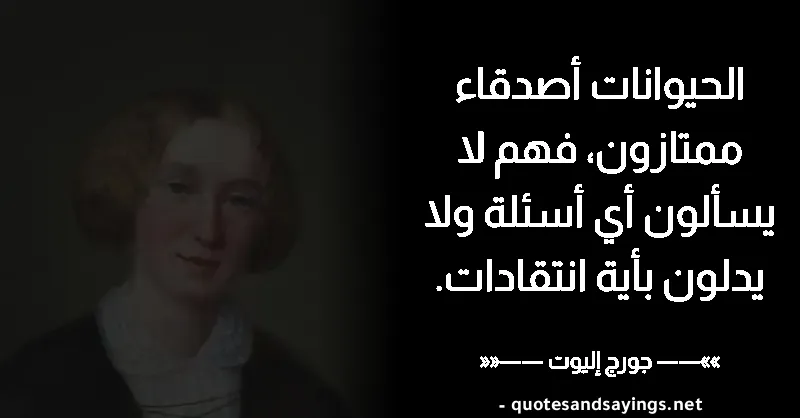 الحيوانات أصدقاء
ممتازون، فهم لا
يسألون أي أسئلة ولا
يدلون بأية انتقادات.
»»——— جورج إليوت ———««
- quotesandsayings.net